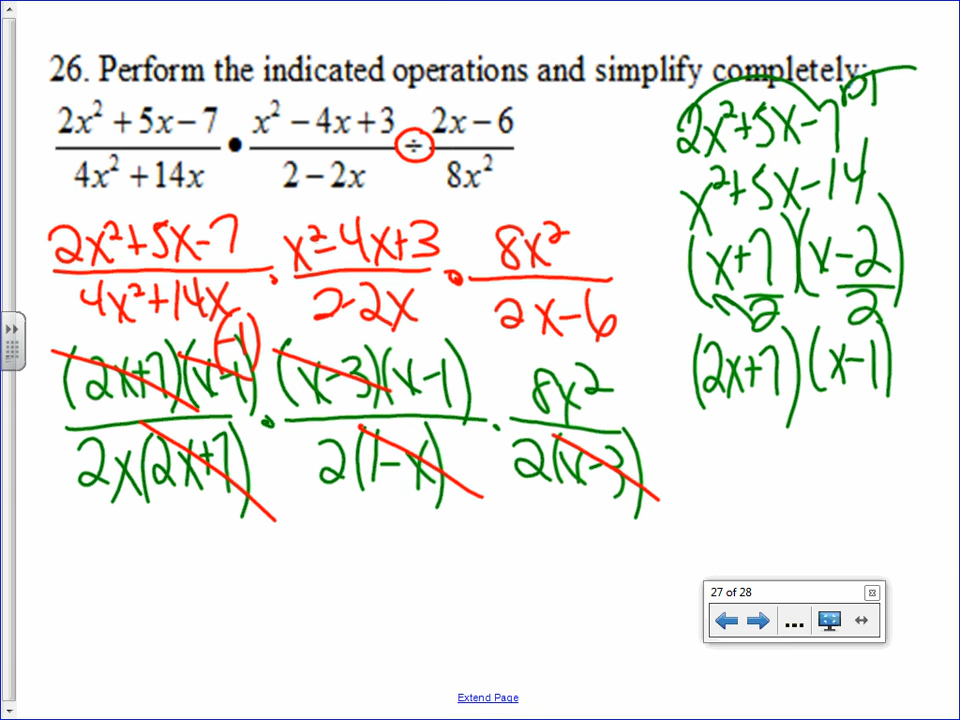 26. Perform the indicated operations and simplify completely:
2x² + 5x − 7 / 4x² + 14x • x² − 4x + 3 / 2 − 2x ÷ 2x − 6 / 8x²
2x²+5x−7 / 4x²+14x · x²−4x+3 / 2−2x · 8x² / 2x−6
(−1)
(2x+7)(x−1) / 2x(2x+7) · (x−3)(x−1) / 2(1−x) · 8x² / 2(x−3)
2x²+5x−7
x²+5x−14
(x+7/2)(x−2/2)
(2x+7)(x−1)
27 of 28
...
Extend Page